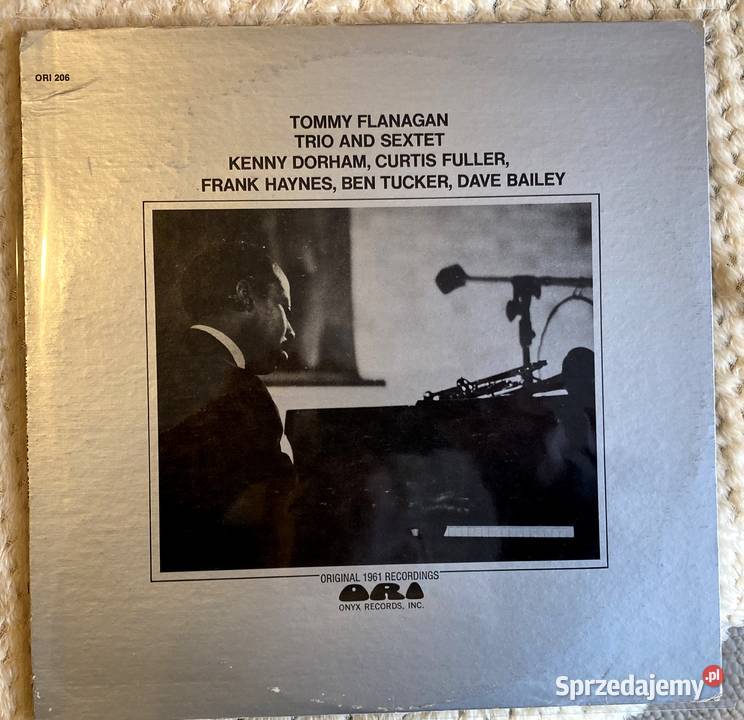 ORI 206
TOMMY FLANAGAN
TRIO AND SEXTET
KENNY DORHAM, CURTIS FULLER,
FRANK HAYNES, BEN TUCKER, DAVE BAILEY
ORIGINAL 1961 RECORDINGS
ORI
ONYX RECORDS, INC.
Sprzedajemy.pl